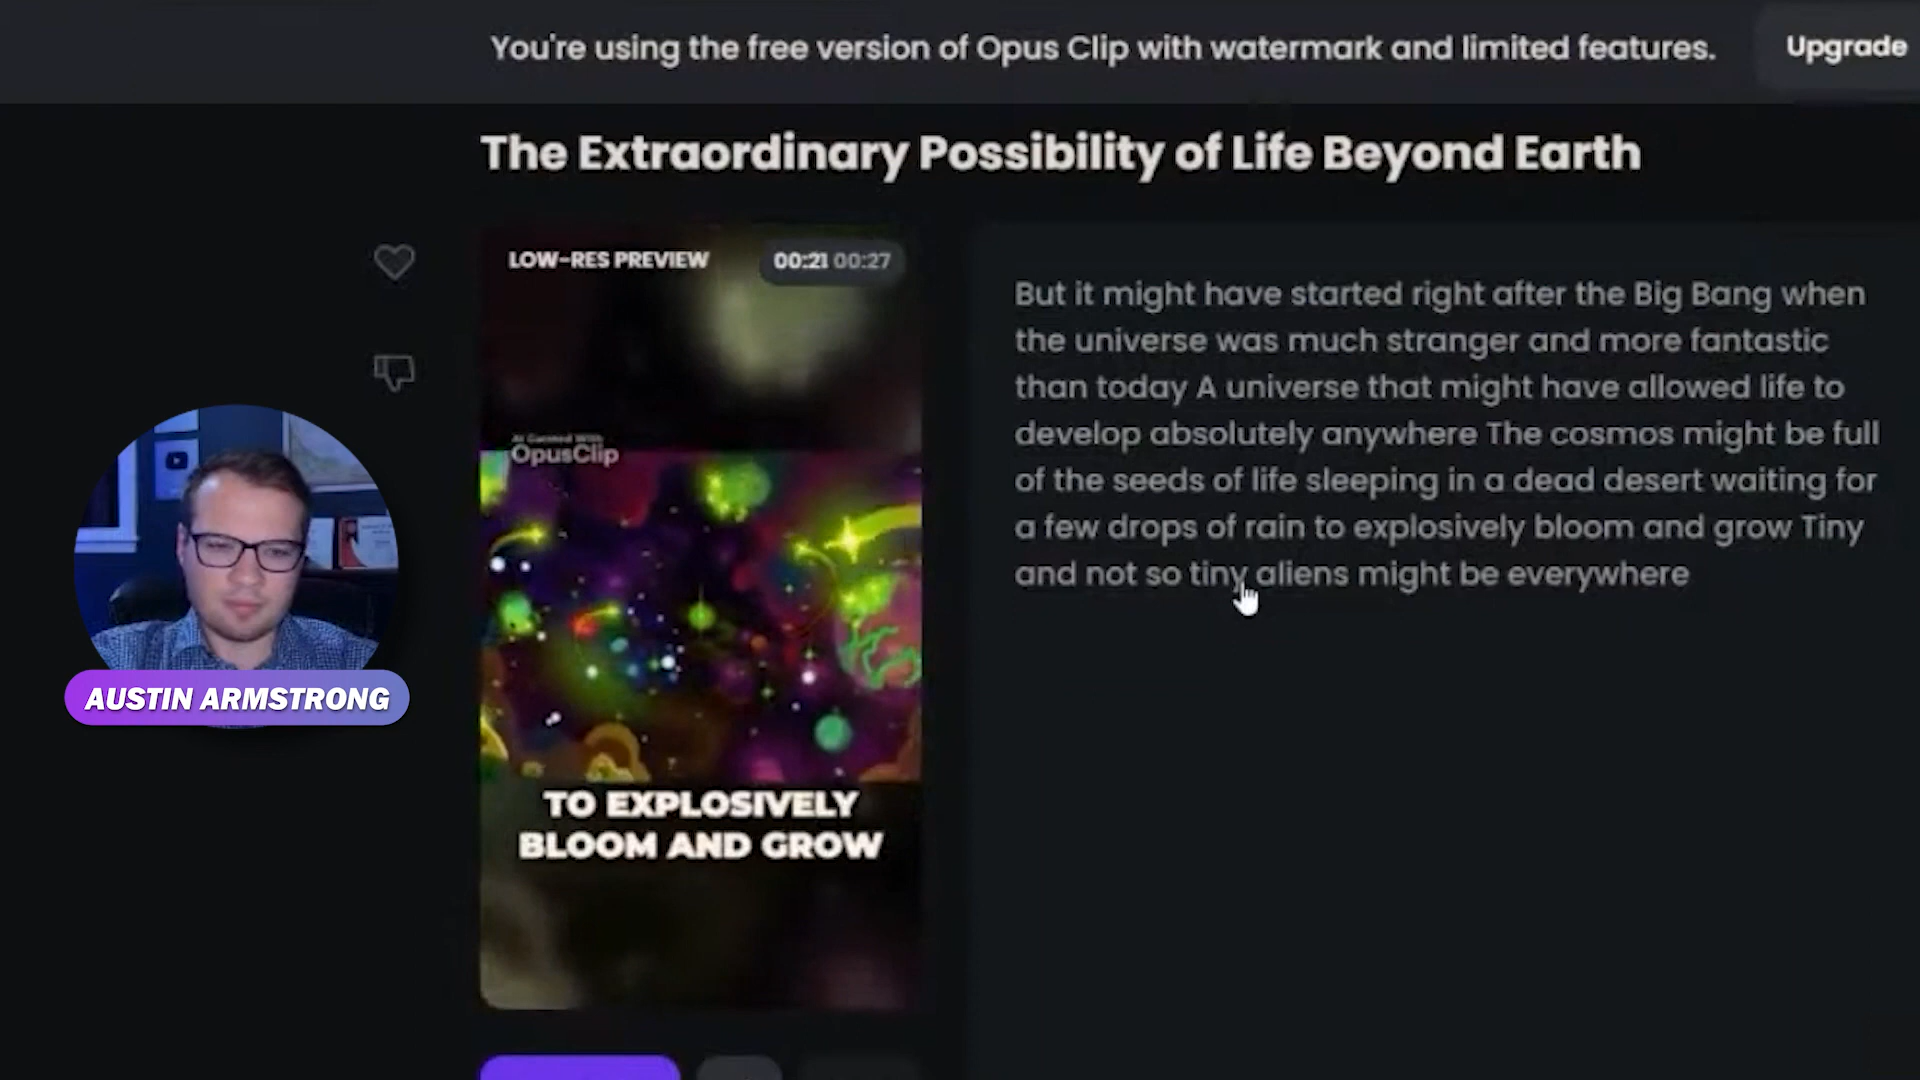 You're using the free version of Opus Clip with watermark and limited features.
Upgrade
The Extraordinary Possibility of Life Beyond Earth
LOW-RES PREVIEW
00:21 00:27
AI Curated With
OpusClip
TO EXPLOSIVELY
BLOOM AND GROW
But it might have started right after the Big Bang when
the universe was much stranger and more fantastic
than today A universe that might have allowed life to
develop absolutely anywhere The cosmos might be full
of the seeds of life sleeping in a dead desert waiting for
a few drops of rain to explosively bloom and grow Tiny
and not so tiny aliens might be everywhere
AUSTIN ARMSTRONG